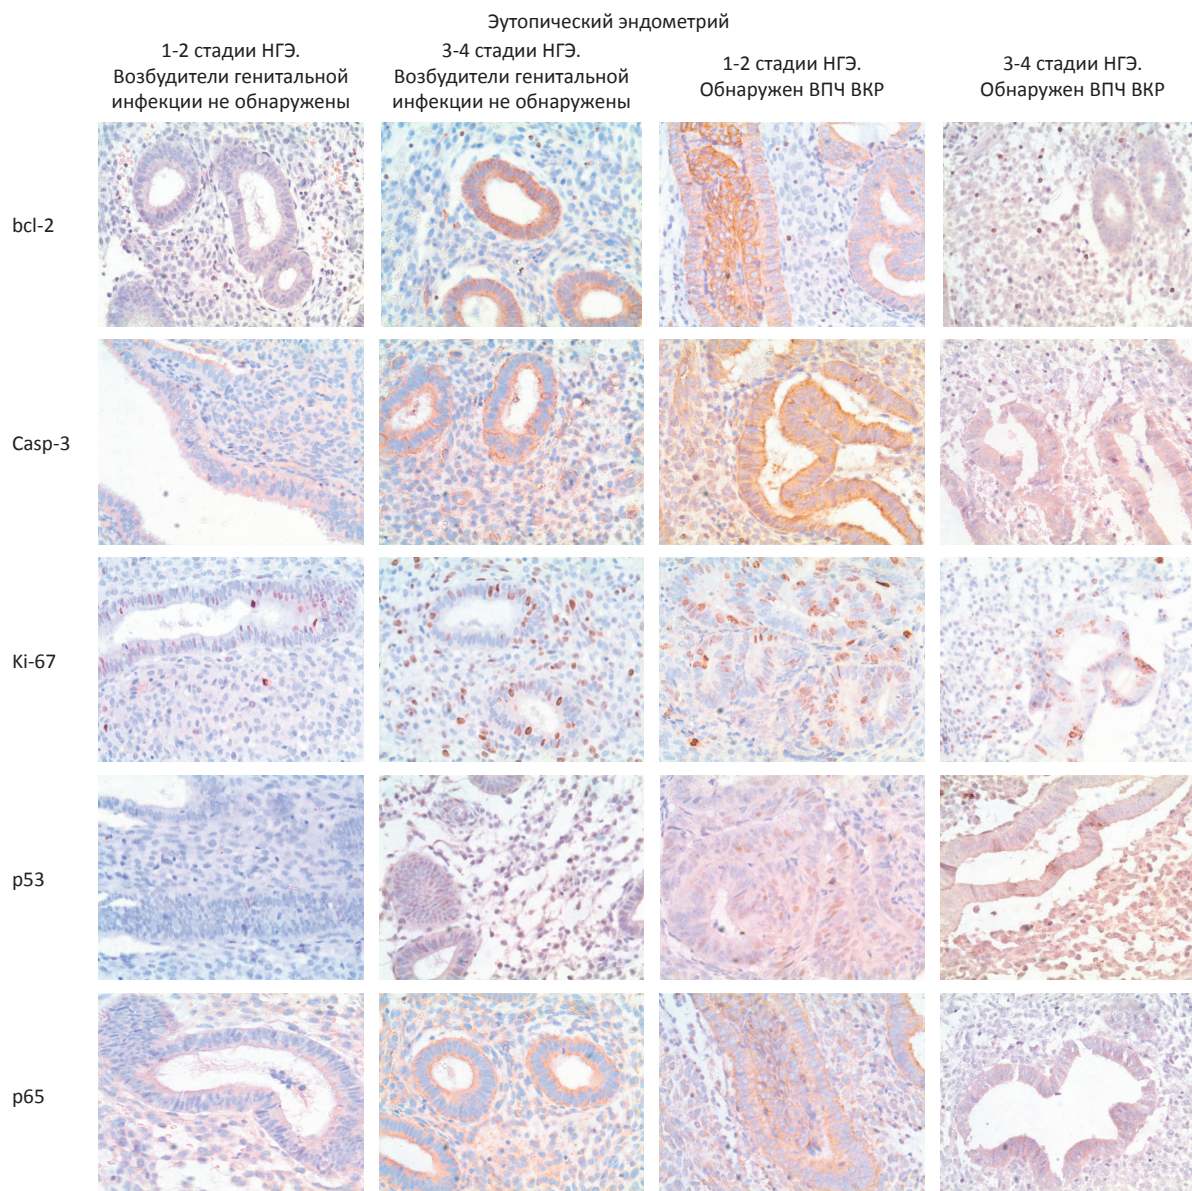 Эутопический эндометрий
1-2 стадии НГЭ.
Возбудители генитальной
инфекции не обнаружены
3-4 стадии НГЭ.
Возбудители генитальной
инфекции не обнаружены
1-2 стадии НГЭ.
Обнаружен ВПЧ ВКР
3-4 стадии НГЭ.
Обнаружен ВПЧ ВКР
bcl-2
Casp-3
Ki-67
p53
p65